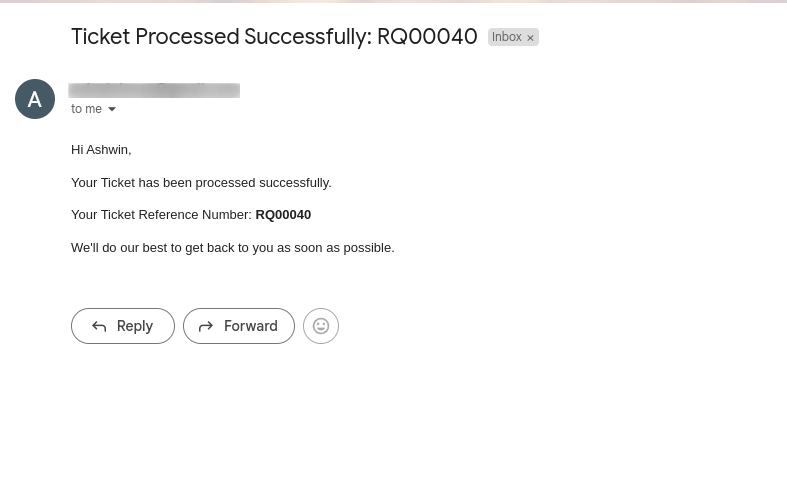 Ticket Processed Successfully: RQ00040 Inbox ×
A
to me
Hi Ashwin,
Your Ticket has been processed successfully.
Your Ticket Reference Number: RQ00040
We'll do our best to get back to you as soon as possible.
Reply Forward